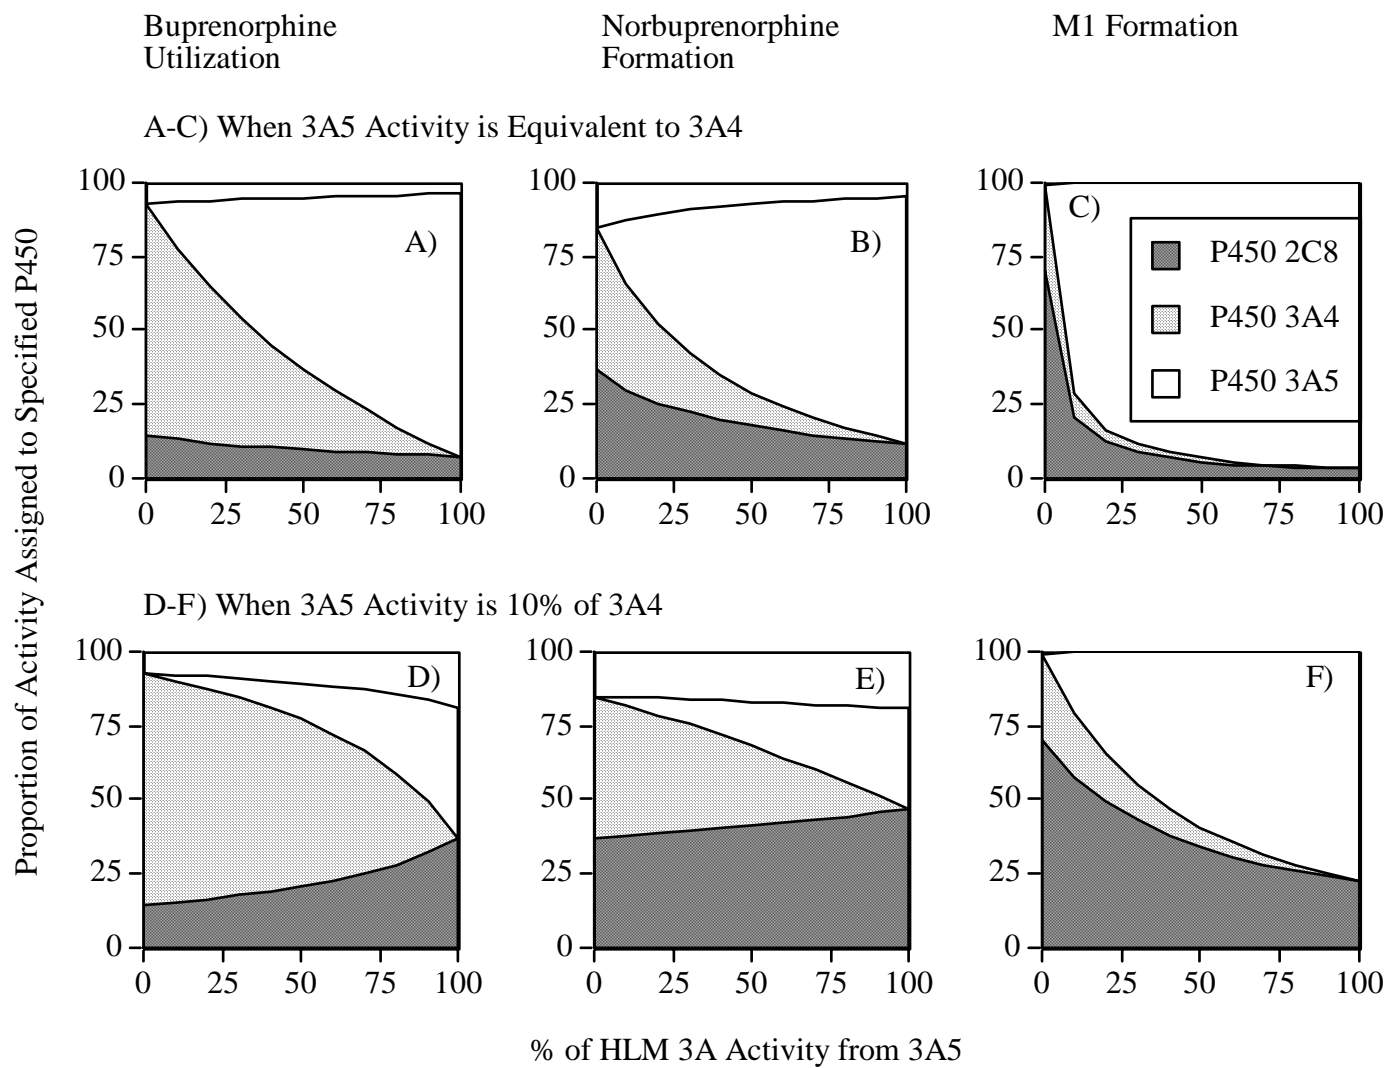 Buprenorphine
Utilization
Norbuprenorphine
Formation
M1 Formation
A-C) When 3A5 Activity is Equivalent to 3A4
Proportion of Activity Assigned to Specified P450
100
75
50
25
0
0 25 50 75 100
A)
100
75
50
25
0
0 25 50 75 100
B)
100
75
50
25
0
0 25 50 75 100
C)
P450 2C8
P450 3A4
P450 3A5
D-F) When 3A5 Activity is 10% of 3A4
100
75
50
25
0
0 25 50 75 100
D)
100
75
50
25
0
0 25 50 75 100
E)
100
75
50
25
0
0 25 50 75 100
F)
% of HLM 3A Activity from 3A5